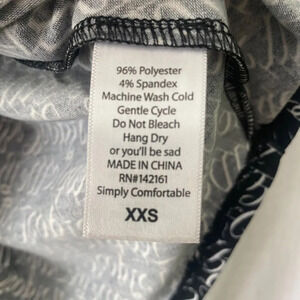 96% Polyester
4% Spandex
Machine Wash Cold
Gentle Cycle
Do Not Bleach
Hang Dry
or you'll be sad
MADE IN CHINA
RN#142161
Simply Comfortable
XXS